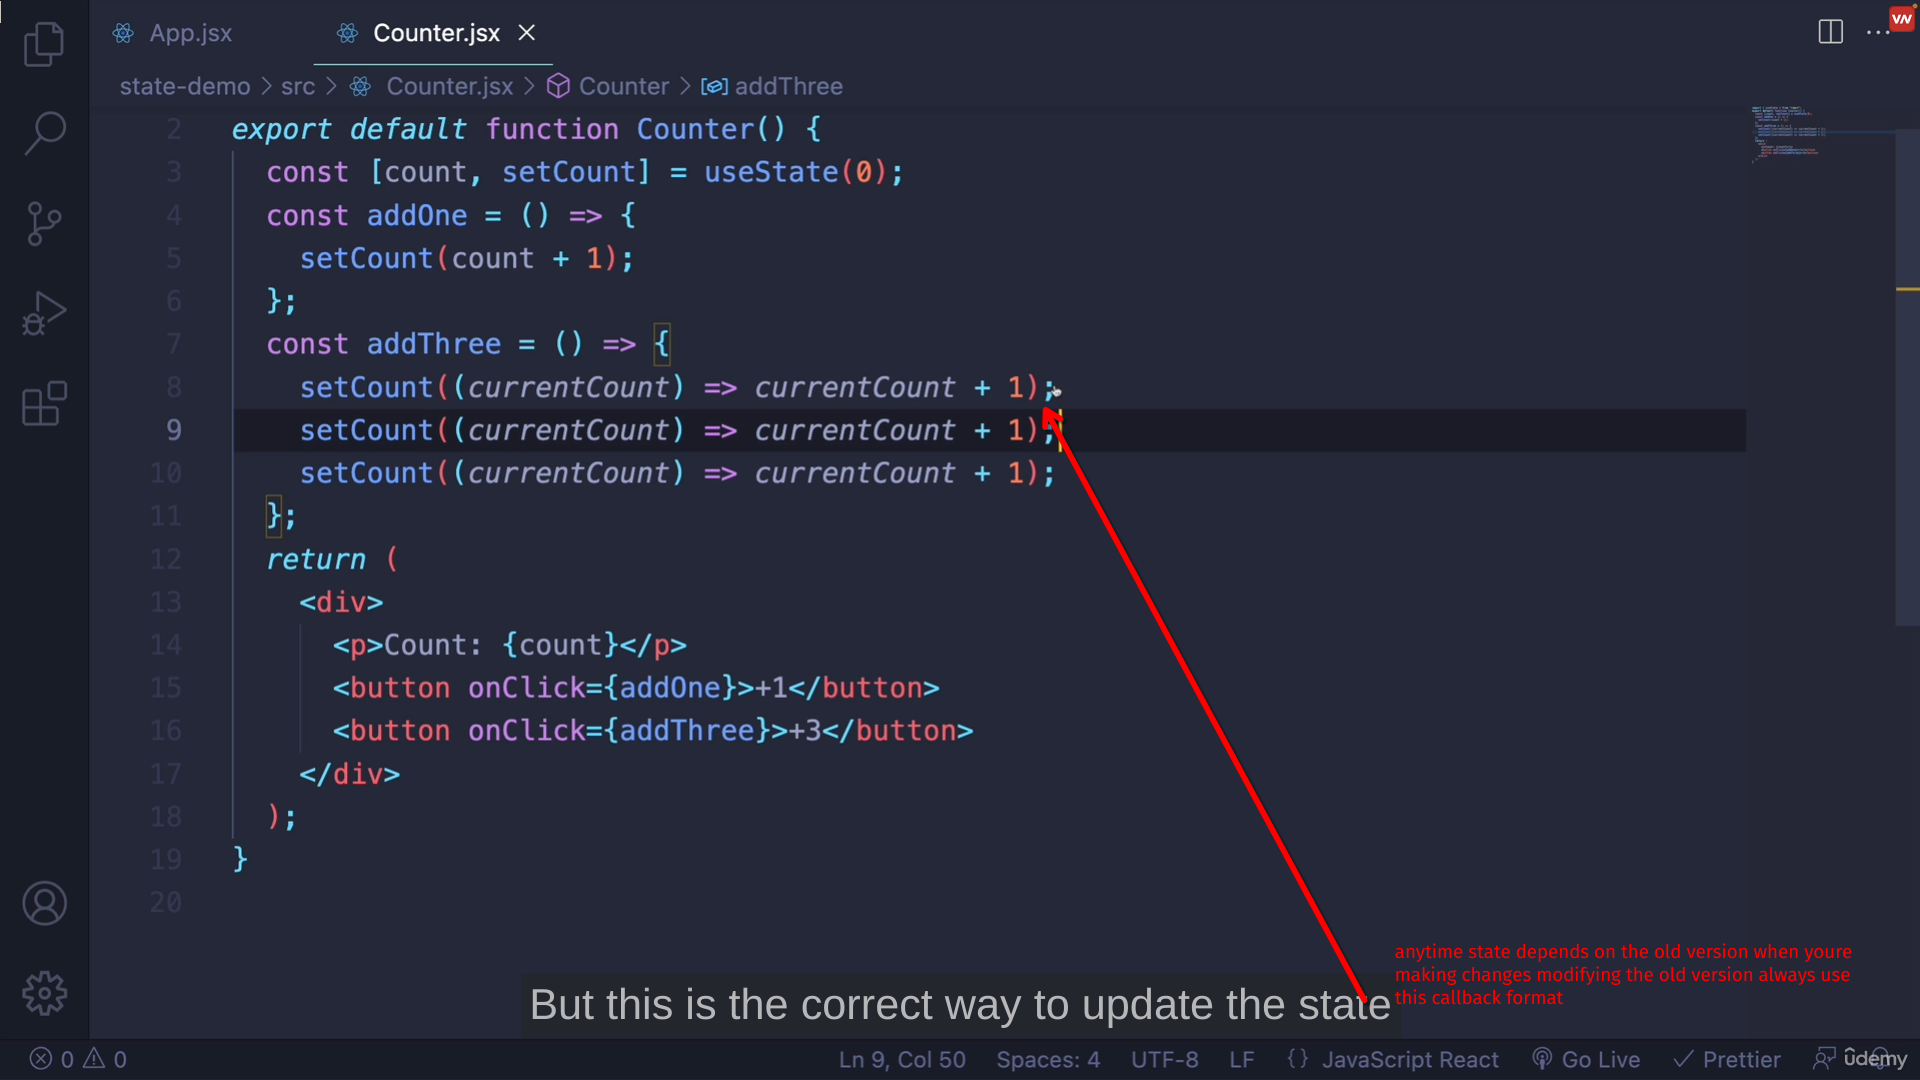 App.jsx
Counter.jsx
state-demo > src > Counter.jsx > Counter > addThree
2 export default function Counter() {
3 const [count, setCount] = useState(0);
4 const addOne = () => {
5 setCount(count + 1);
6 };
7 const addThree = () => {
8 setCount((currentCount) => currentCount + 1);
9 setCount((currentCount) => currentCount + 1);
10 setCount((currentCount) => currentCount + 1);
11 };
12 return (
13 <div>
14 <p>Count: {count}</p>
15 <button onClick={addOne}>+1</button>
16 <button onClick={addThree}>+3</button>
17 </div>
18 );
19 }
20
anytime state depends on the old version when youre
making changes modifying the old version always use
this callback format
But this is the correct way to update the state
0 0 Ln 9, Col 50 Spaces: 4 UTF-8 LF {} JavaScript React Go Live Prettier
udemy